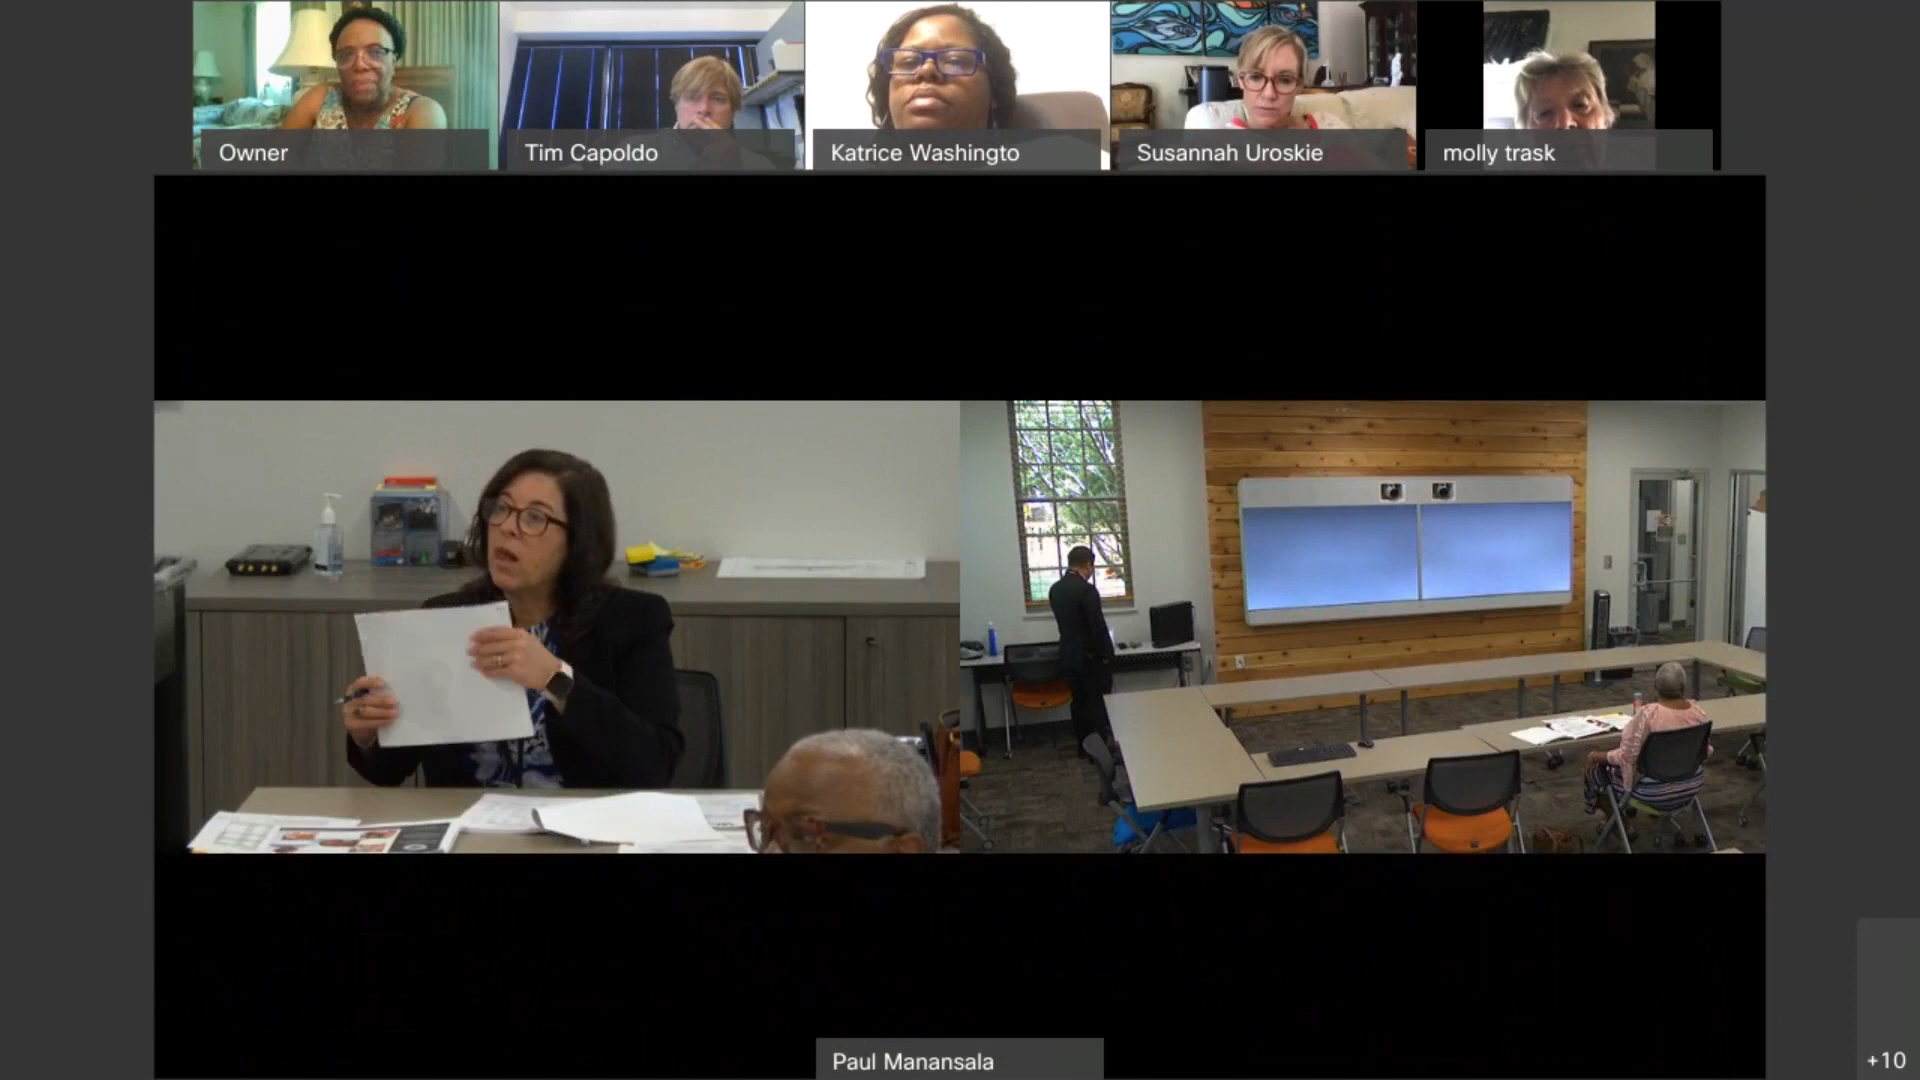 Owner
Tim Capoldo
Katrice Washingto
Susannah Uroskie
molly trask
Paul Manansala
+10